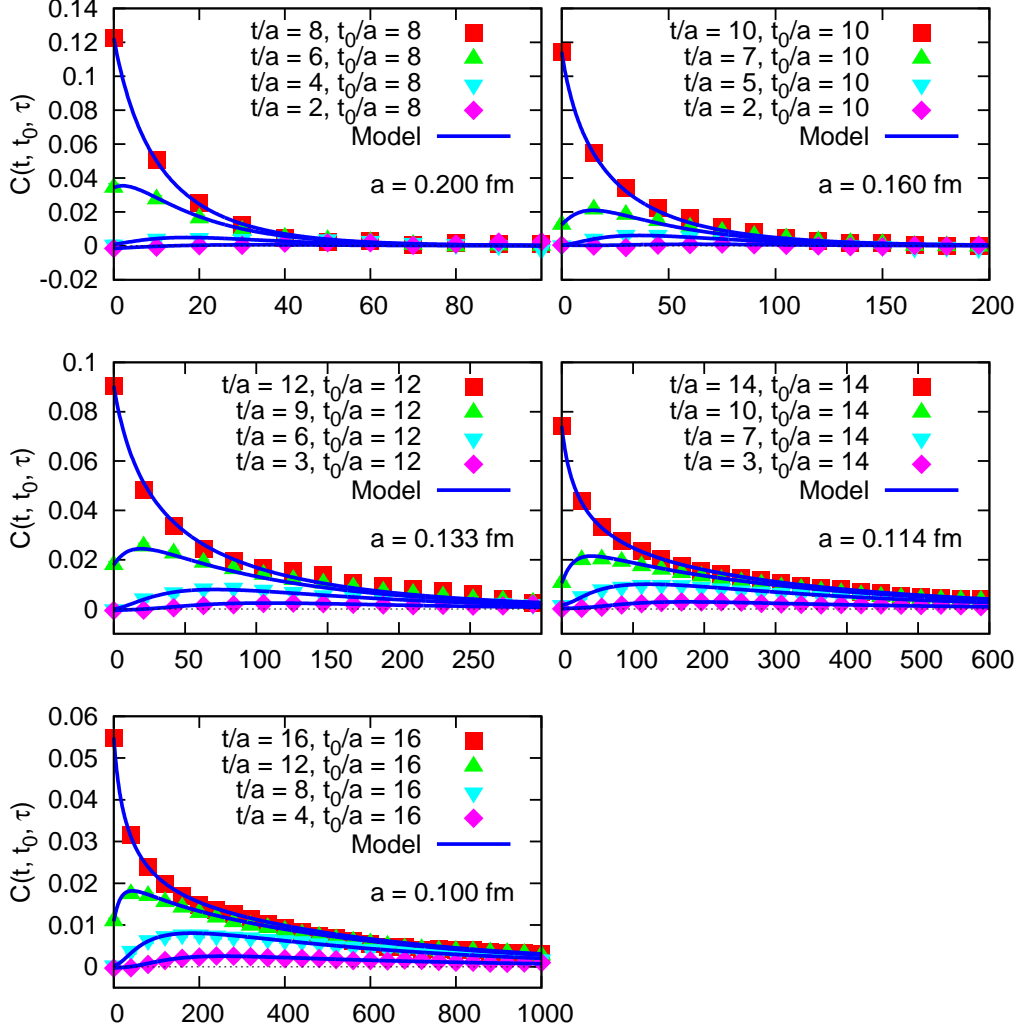 0.14
0.12
0.1
0.08
0.06
0.04
0.02
0
-0.02
C(t, t0, τ)
t/a = 8, t0/a = 8
t/a = 6, t0/a = 8
t/a = 4, t0/a = 8
t/a = 2, t0/a = 8
Model
a = 0.200 fm
0 20 40 60 80
t/a = 10, t0/a = 10
t/a = 7, t0/a = 10
t/a = 5, t0/a = 10
t/a = 2, t0/a = 10
Model
a = 0.160 fm
0 50 100 150 200
0.1
0.08
0.06
0.04
0.02
0
C(t, t0, τ)
t/a = 12, t0/a = 12
t/a = 9, t0/a = 12
t/a = 6, t0/a = 12
t/a = 3, t0/a = 12
Model
a = 0.133 fm
0 50 100 150 200 250
t/a = 14, t0/a = 14
t/a = 10, t0/a = 14
t/a = 7, t0/a = 14
t/a = 3, t0/a = 14
Model
a = 0.114 fm
0 100 200 300 400 500 600
0.06
0.05
0.04
0.03
0.02
0.01
0
C(t, t0, τ)
t/a = 16, t0/a = 16
t/a = 12, t0/a = 16
t/a = 8, t0/a = 16
t/a = 4, t0/a = 16
Model
a = 0.100 fm
0 200 400 600 800 1000